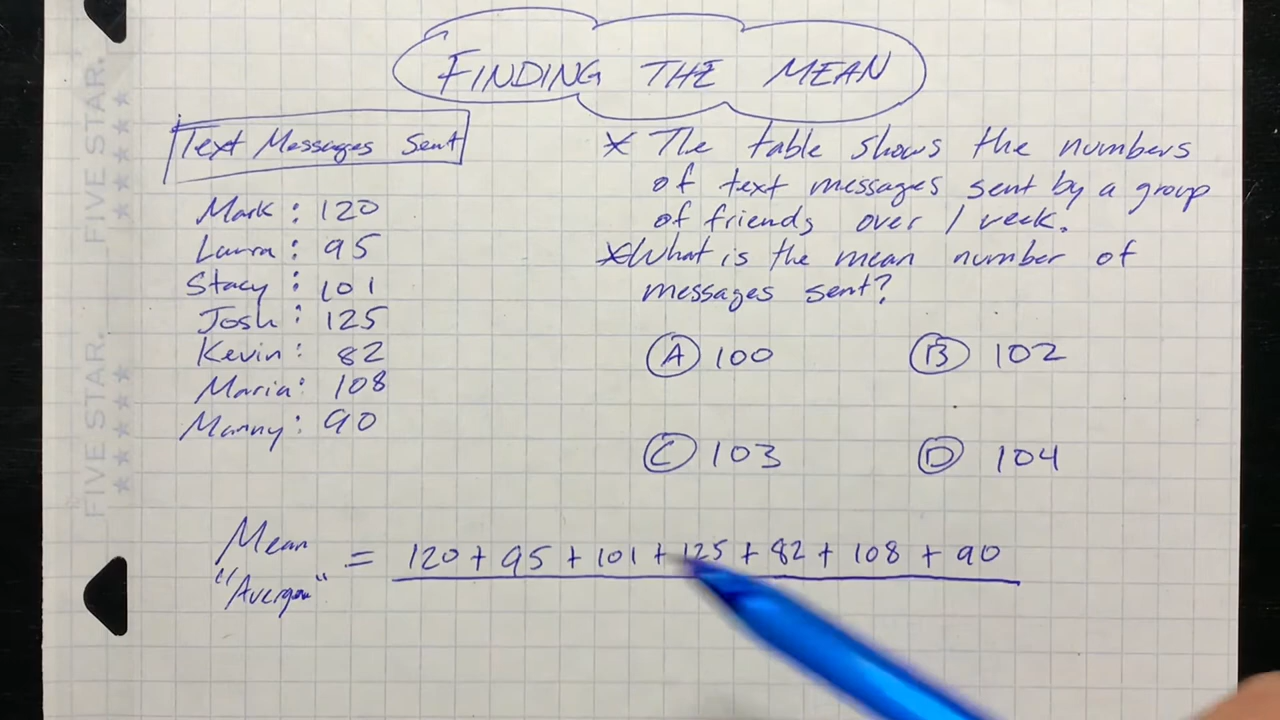 FINDING THE MEAN
Text Messages Sent
Mark: 120
Laura: 95
Stacy: 101
Josh: 125
Kevin: 82
Maria: 108
Manny: 90
* The table shows the numbers
of text messages sent by a group
of friends over 1 week.
* What is the mean number of
messages sent?
A 100
B 102
C 103
D 104
Mean
"Average"
= 120 + 95 + 101 + 125 + 82 + 108 + 90
FIVE STAR.
FIVE STAR
FIVE STAR.